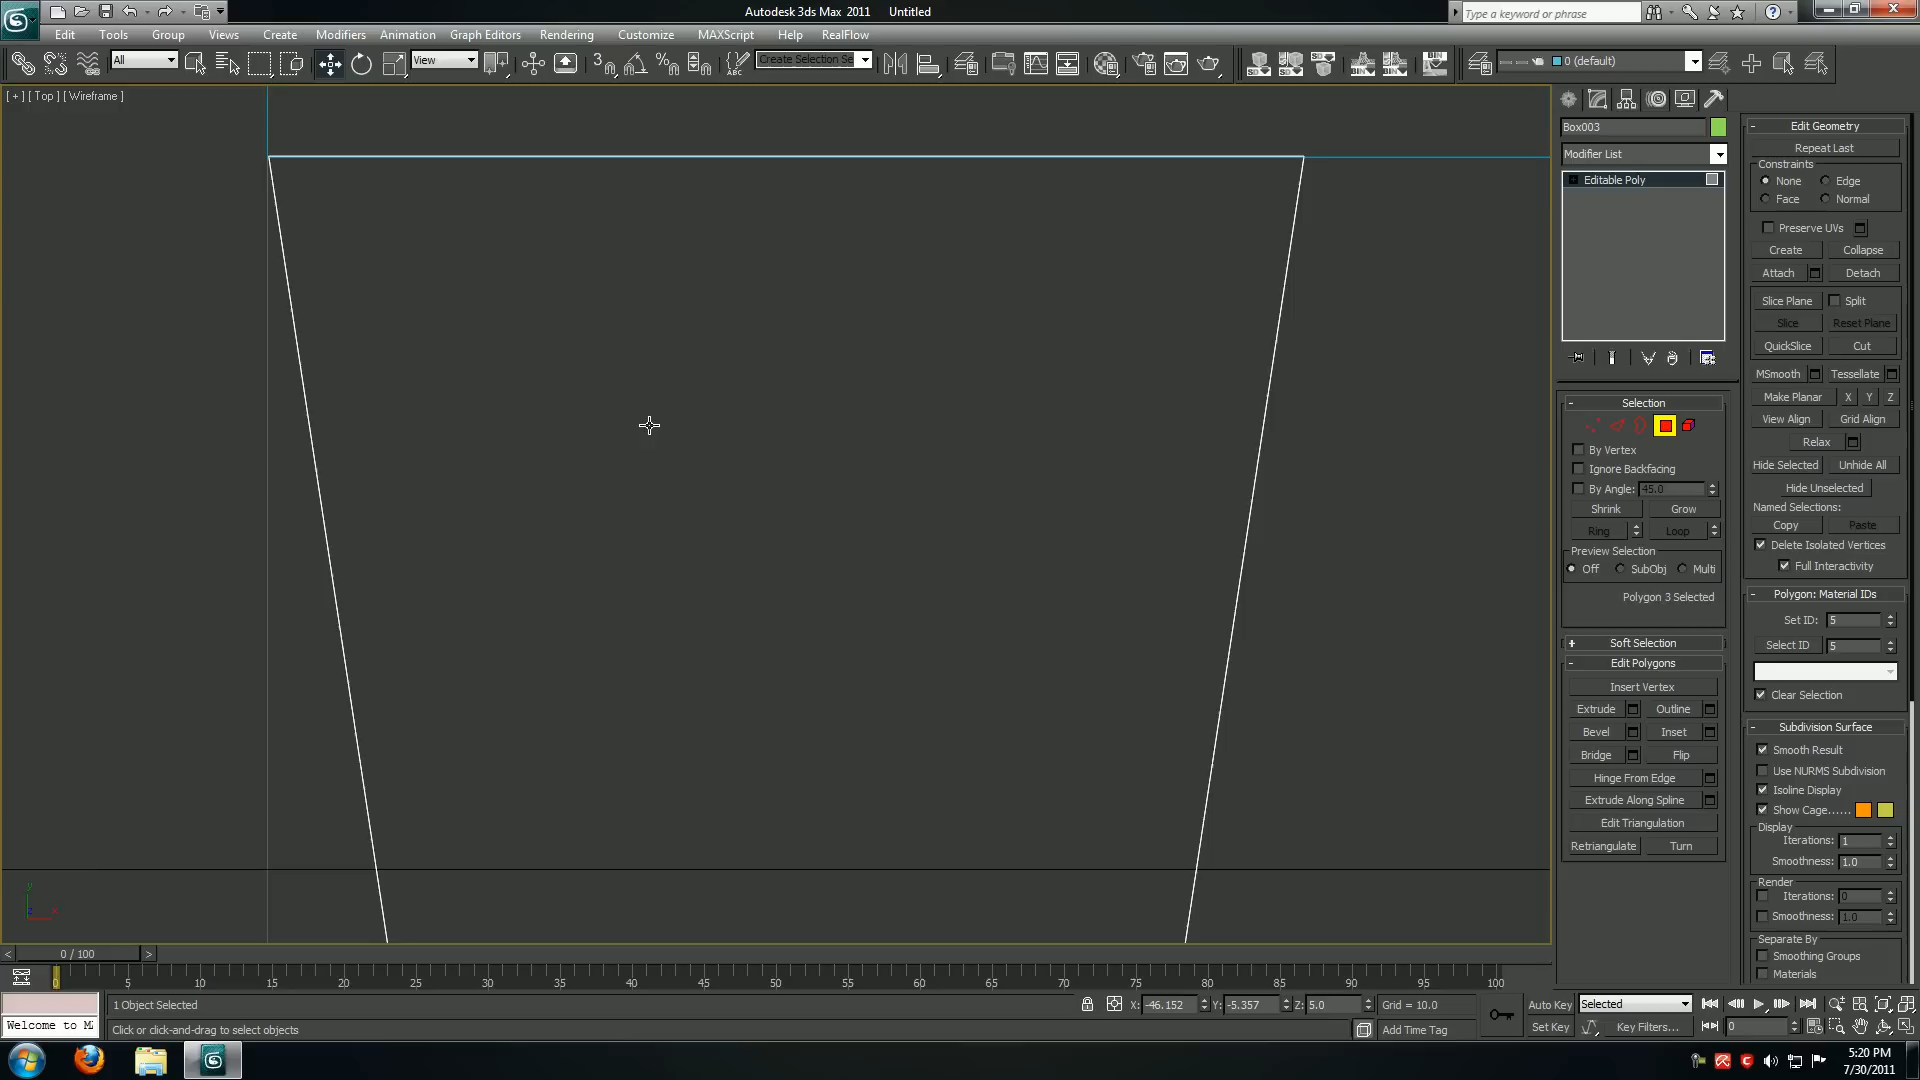 Autodesk 3ds Max 2011 Untitled
Type a keyword or phrase
Edit Tools Group Views Create Modifiers Animation Graph Editors Rendering Customize MAXScript Help RealFlow
All View Create Selection Se 0 (default)
[ + ] [ Top ] [ Wireframe ]
Box003
Modifier List
Editable Poly
Selection
By Vertex
Ignore Backfacing
By Angle: 45.0
Shrink Grow
Ring Loop
Preview Selection
Off SubObj Multi
Polygon 3 Selected
Soft Selection
Edit Polygons
Insert Vertex
Extrude Outline
Bevel Inset
Bridge Flip
Hinge From Edge
Extrude Along Spline
Edit Triangulation
Retriangulate Turn
Edit Geometry
Repeat Last
Constraints
None Edge
Face Normal
Preserve UVs
Create Collapse
Attach Detach
Slice Plane Split
Slice Reset Plane
QuickSlice Cut
MSmooth Tessellate
Make Planar X Y Z
View Align Grid Align
Relax
Hide Selected Unhide All
Hide Unselected
Named Selections:
Copy Paste
Delete Isolated Vertices
Full Interactivity
Polygon: Material IDs
Set ID: 5
Select ID 5
Clear Selection
Subdivision Surface
Smooth Result
Use NURMS Subdivision
Isoline Display
Show Cage......
Display
Iterations: 1
Smoothness: 1.0
Render
Iterations: 0
Smoothness: 1.0
Separate By
Smoothing Groups
Materials
y
x
< 0 / 100 >
0 5 10 15 20 25 30 35 40 45 50 55 60 65 70 75 80 85 90 95 100
1 Object Selected X: -46.152 Y: -5.357 Z: 5.0 Grid = 10.0 Auto Key Selected
Welcome to M Click or click-and-drag to select objects Add Time Tag Set Key Key Filters... 0
5:20 PM
7/30/2011